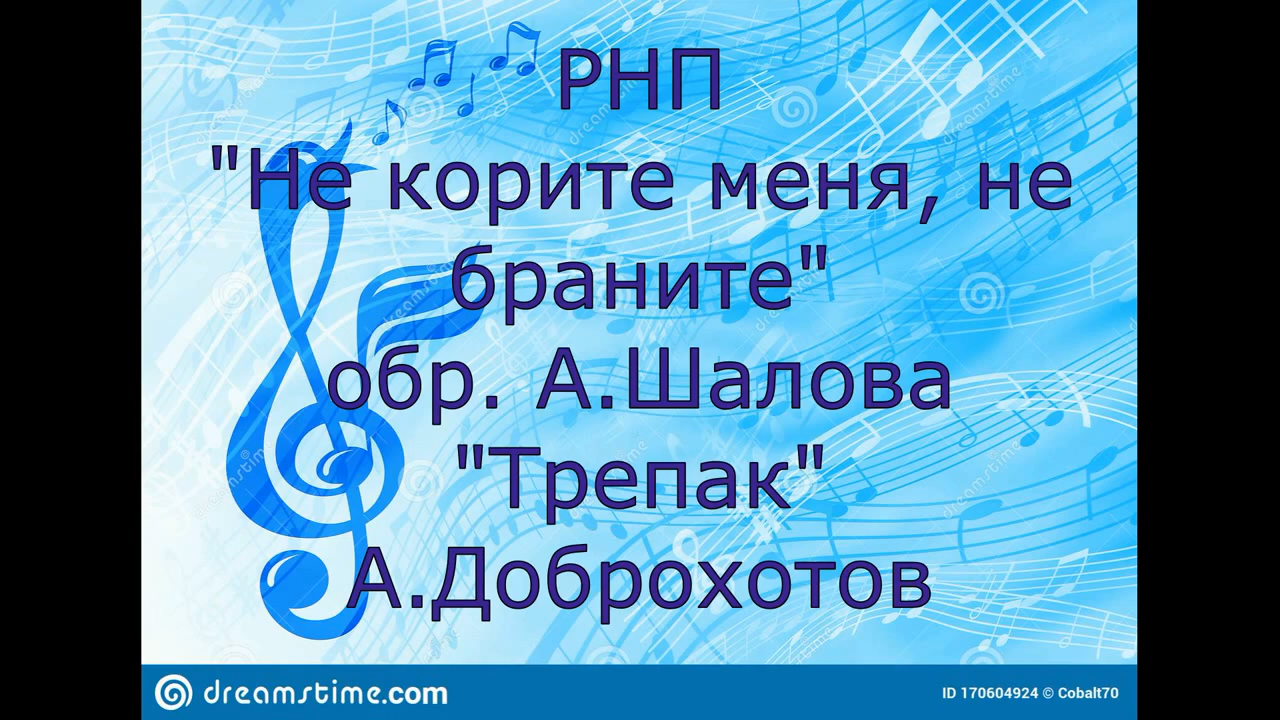 РНП
"Не корите меня, не
браните"
обр. А.Шалова
"Трепак"
А.Доброхотов
dreamstime.com
ID 170604924 © Cobalt70